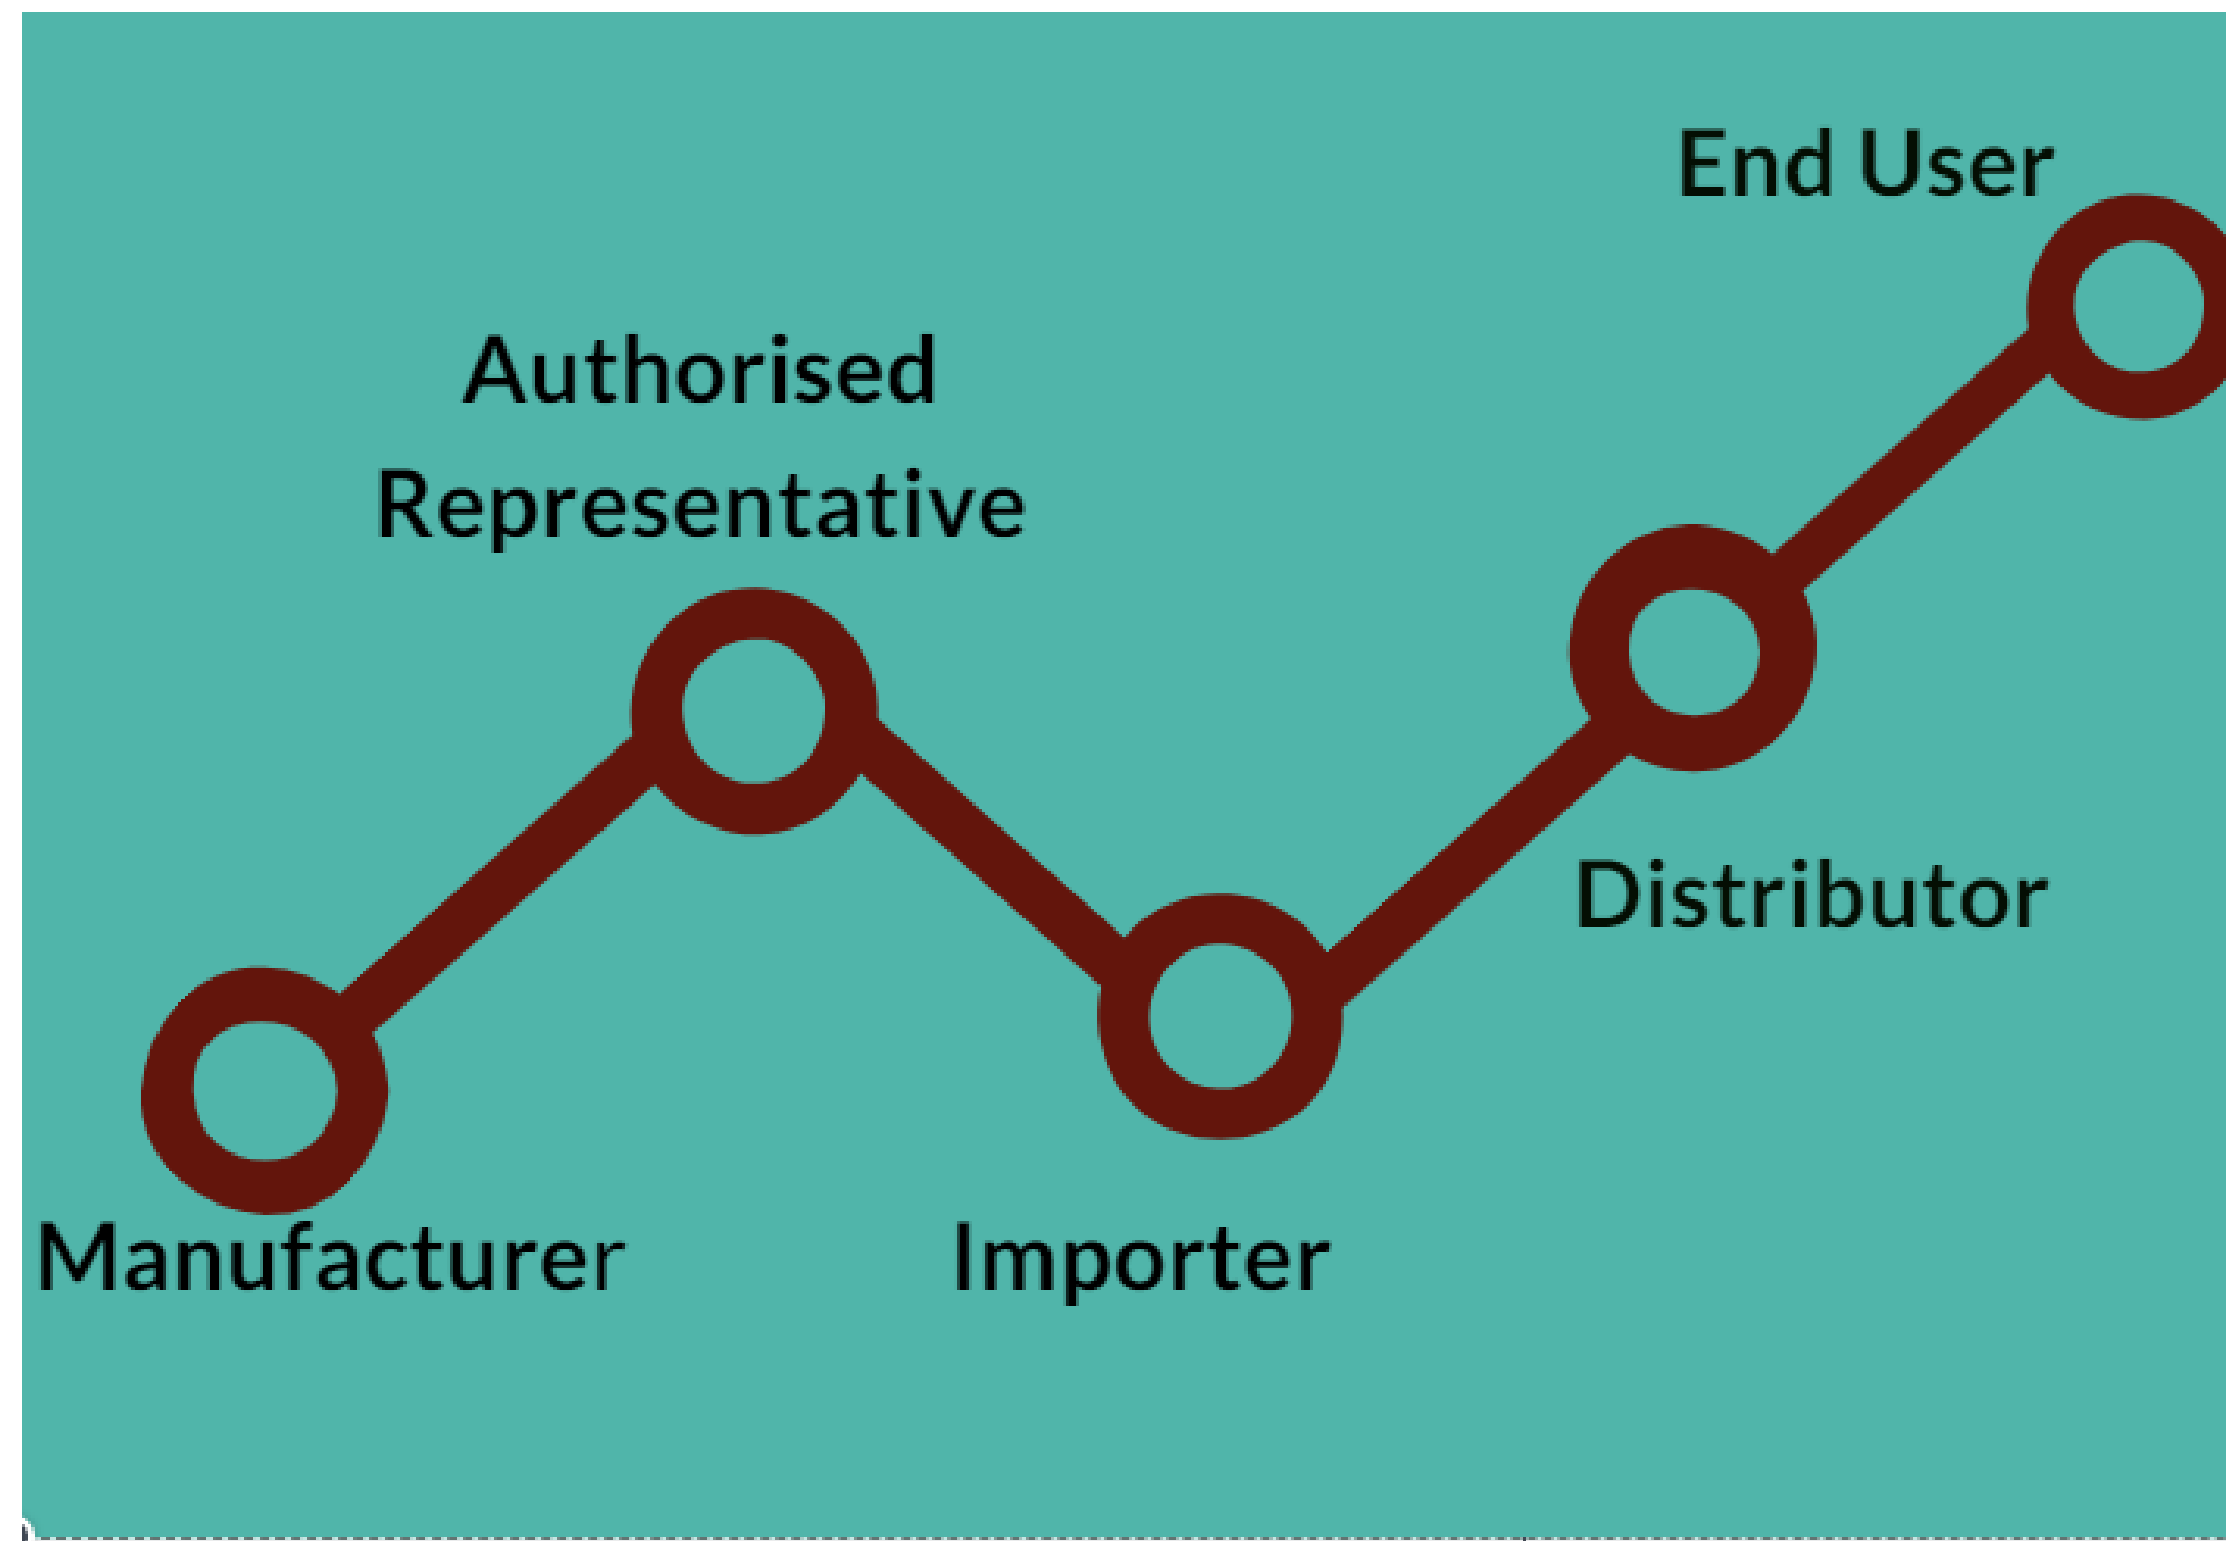 End User
Authorised
Representative
Distributor
Manufacturer
Importer